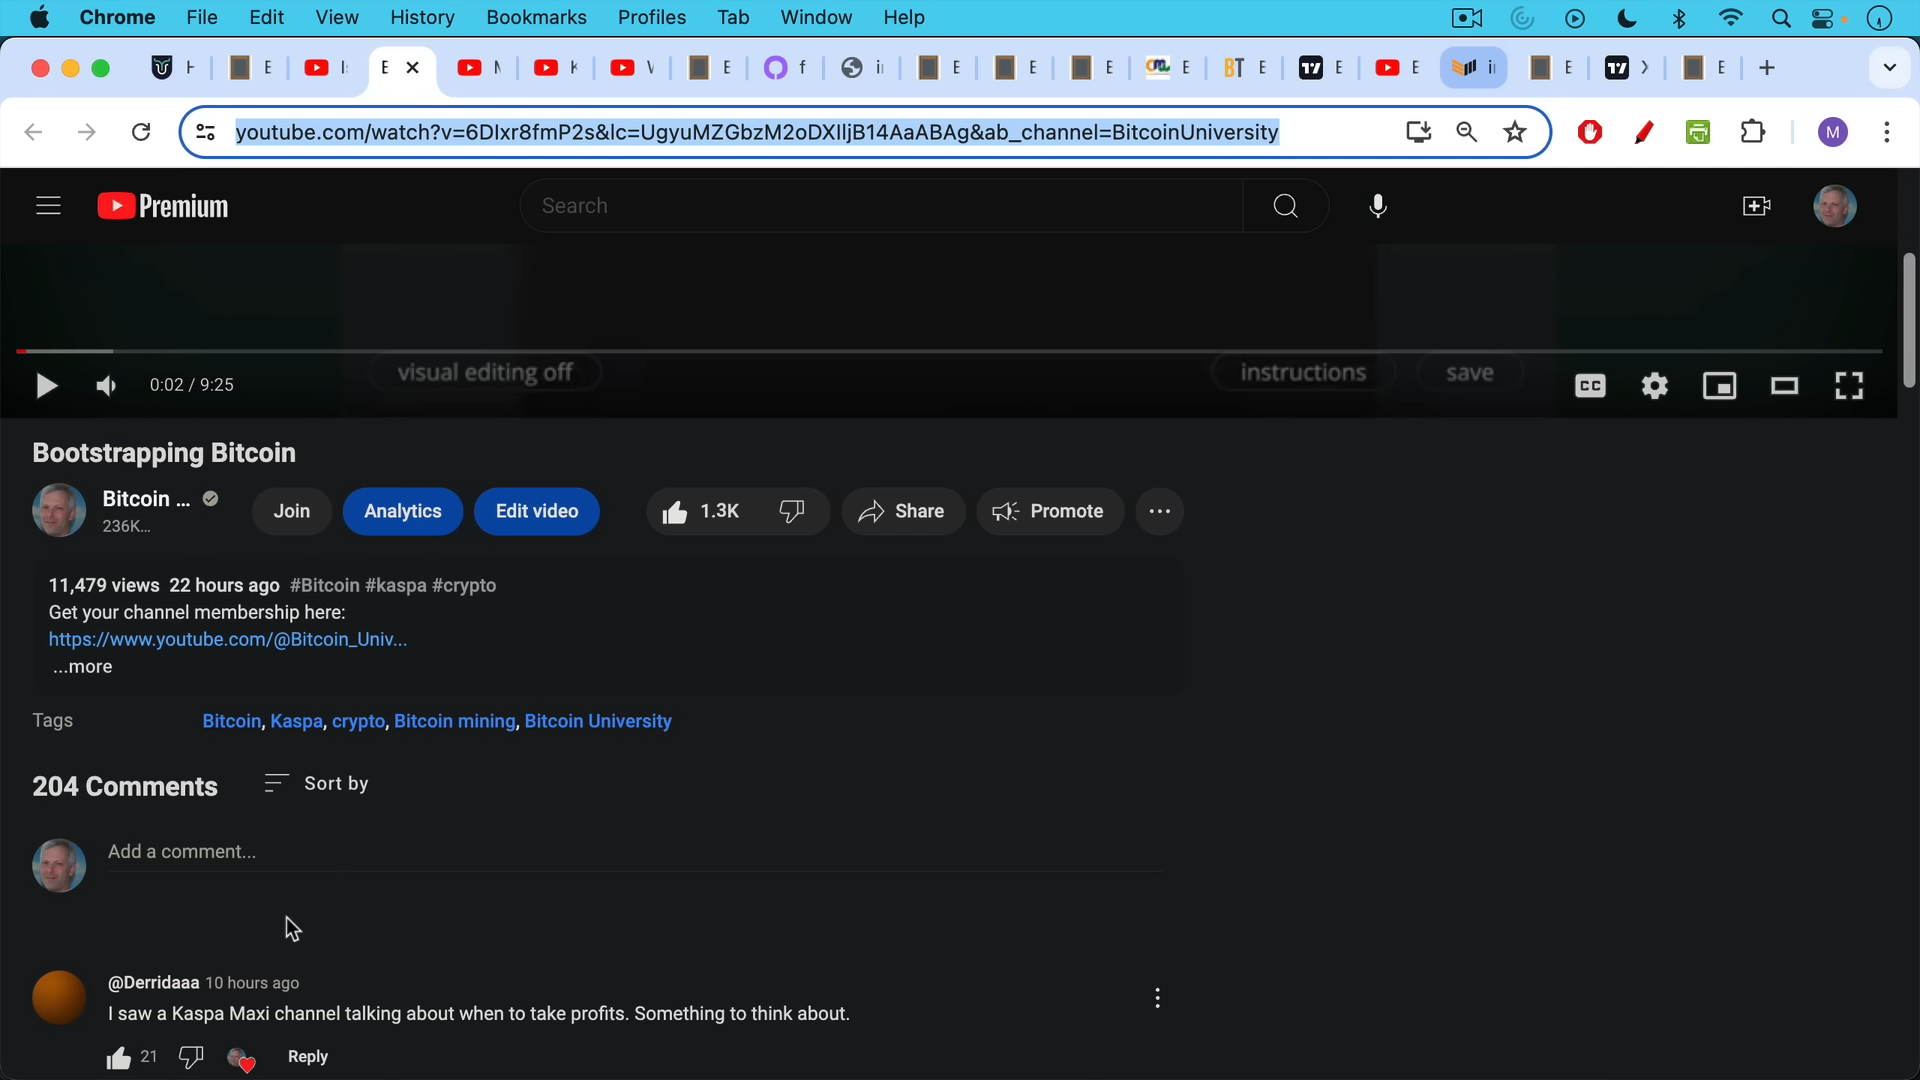 Chrome File Edit View History Bookmarks Profiles Tab Window Help
youtube.com/watch?v=6DIxr8fmP2s&lc=UgyuMZGbzM2oDXIljB14AaABAg&ab_channel=BitcoinUniversity
M
Premium
Search
visual editing off
instructions
save
0:02 / 9:25
CC
Bootstrapping Bitcoin
Bitcoin ...
236K...
Join
Analytics
Edit video
1.3K
Share
Promote
11,479 views 22 hours ago #Bitcoin #kaspa #crypto
Get your channel membership here:
https://www.youtube.com/@Bitcoin_Univ...
...more
Tags
Bitcoin, Kaspa, crypto, Bitcoin mining, Bitcoin University
204 Comments
Sort by
Add a comment...
@Derridaaa 10 hours ago
I saw a Kaspa Maxi channel talking about when to take profits. Something to think about.
21
Reply